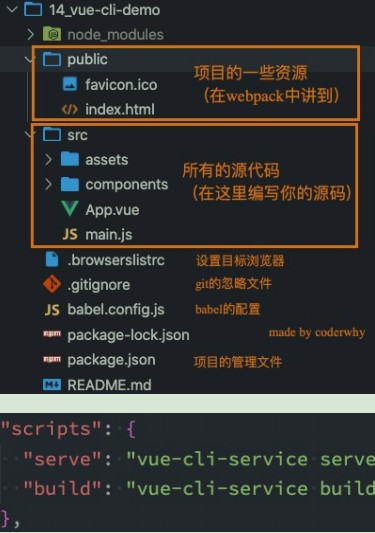 14_vue-cli-demo
node_modules
public
favicon.ico
项目的一些资源
index.html
（在webpack中讲到）
src
assets
所有的源代码
components
（在这里编写你的源码）
App.vue
JS main.js
.browserslistrc 设置目标浏览器
.gitignore git的忽略文件
JS babel.config.js babel的配置
npm package-lock.json made by coderwhy
npm package.json 项目的管理文件
M↓ README.md
"scripts": {
"serve": "vue-cli-service serve
"build": "vue-cli-service build
},